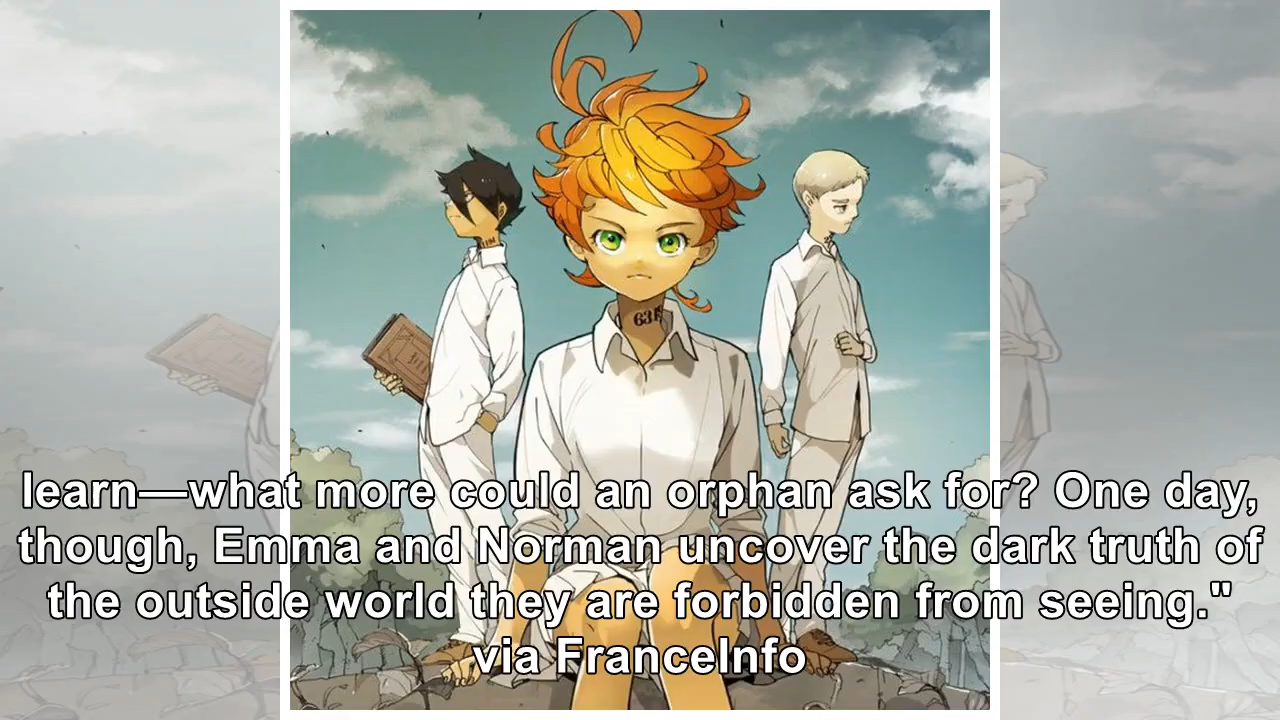 63194
learn—what more could an orphan ask for? One day,
though, Emma and Norman uncover the dark truth of
the outside world they are forbidden from seeing."
via FranceInfo